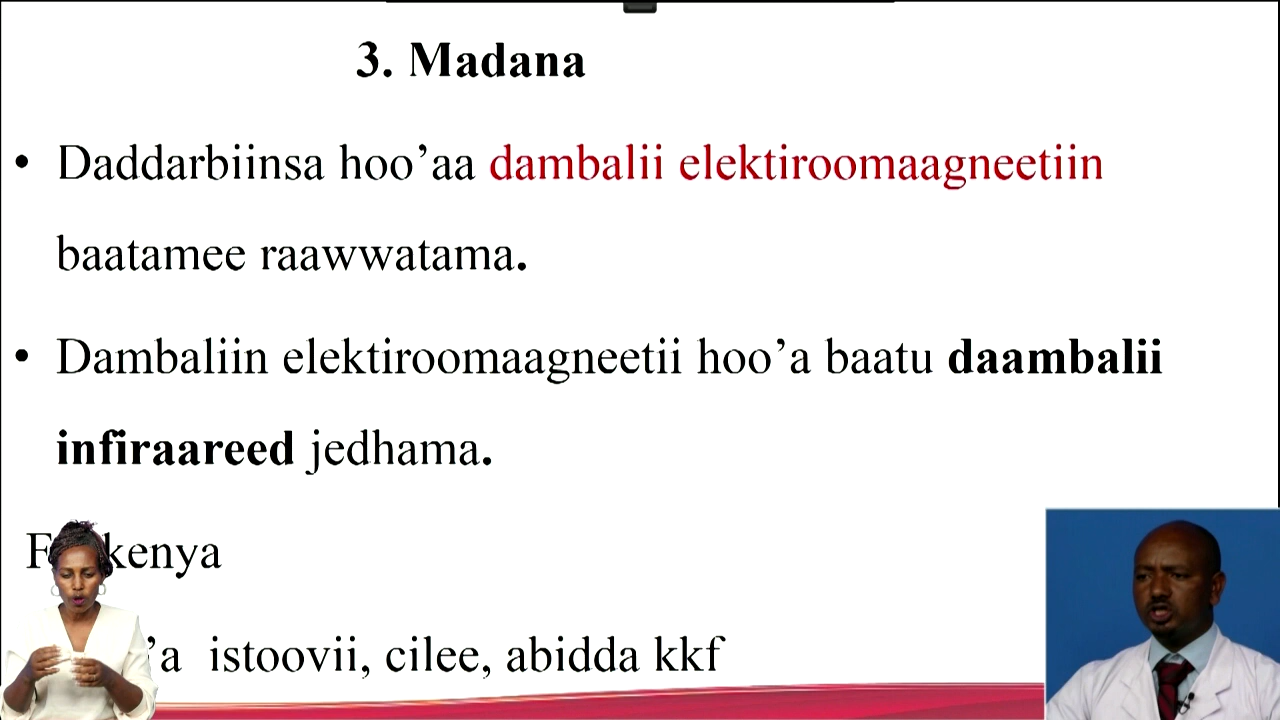 3. Madana
• Daddarbiinsa hoo’aa dambalii elektiroomaagneetiin
baatamee raawwatama.
• Dambaliin elektiroomaagneetii hoo’a baatu daambalii
infiraareed jedhama.
istoovii, cilee, abidda kkf